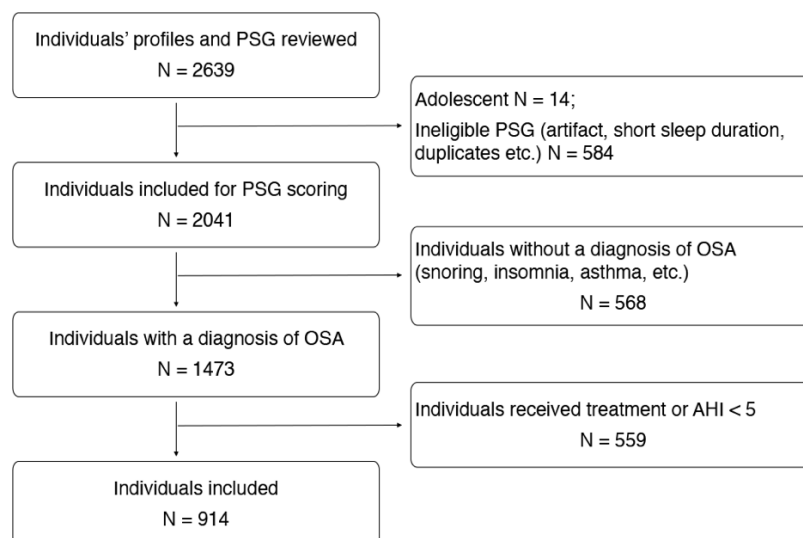 Individuals’ profiles and PSG reviewed
N = 2639
Adolescent N = 14;
Ineligible PSG (artifact, short sleep duration,
duplicates etc.) N = 584
Individuals included for PSG scoring
N = 2041
Individuals without a diagnosis of OSA
(snoring, insomnia, asthma, etc.)
N = 568
Individuals with a diagnosis of OSA
N = 1473
Individuals received treatment or AHI < 5
N = 559
Individuals included
N = 914